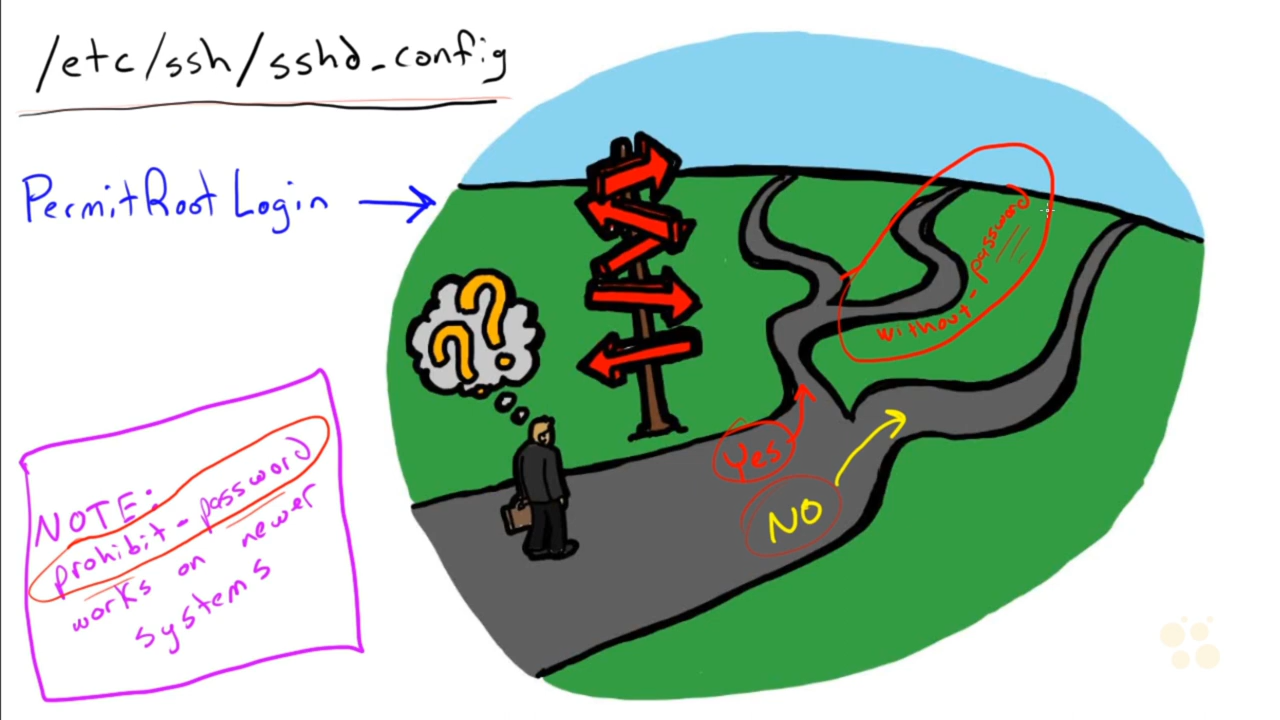 /etc/ssh/sshd_config
PermitRootLogin
??
without-password
Yes
NO
NOTE:
prohibit-password
works on newer
systems